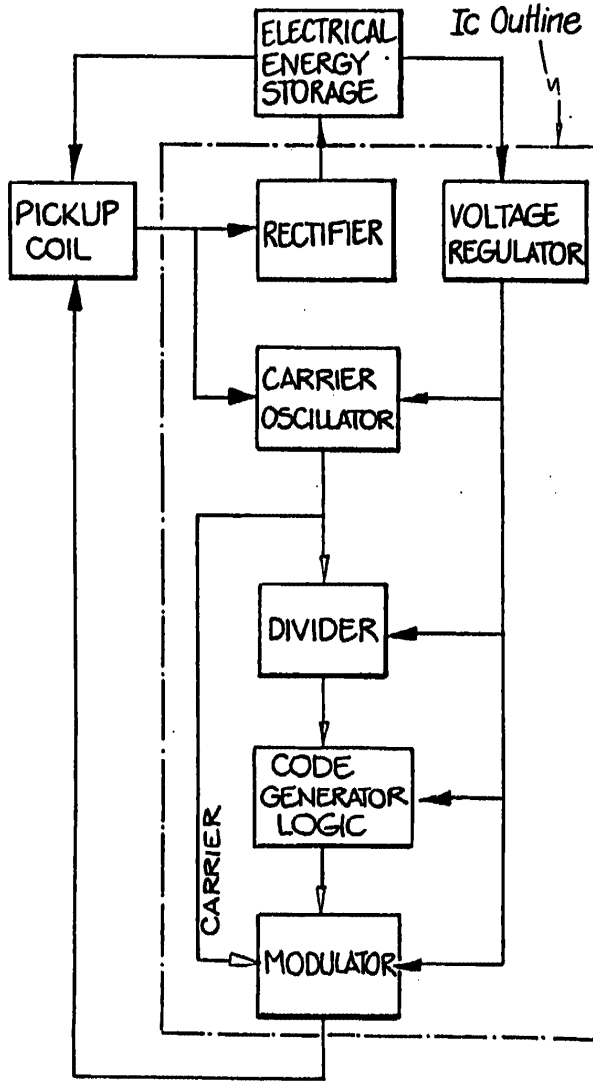 Ic Outline
ELECTRICAL
ENERGY
STORAGE
PICKUP
COIL
RECTIFIER
VOLTAGE
REGULATOR
CARRIER
OSCILLATOR
DIVIDER
CODE
GENERATOR
LOGIC
CARRIER
MODULATOR